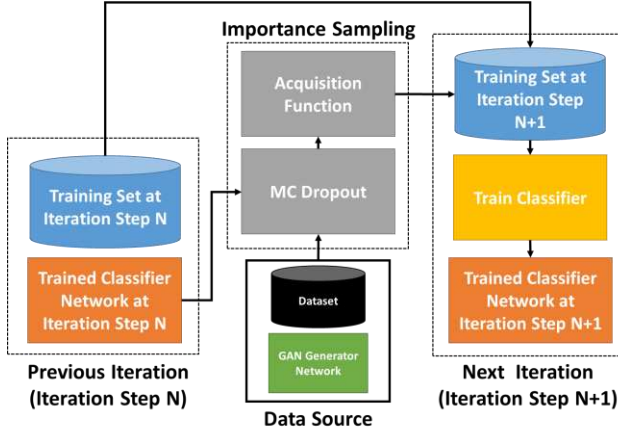 Importance Sampling
Acquisition
Function
MC Dropout
Training Set at
Iteration Step N
Trained Classifier
Network at
Iteration Step N
Previous Iteration
(Iteration Step N)
Dataset
GAN Generator
Network
Data Source
Training Set at
Iteration Step
N+1
Train Classifier
Trained Classifier
Network at
Iteration Step N+1
Next Iteration
(Iteration Step N+1)